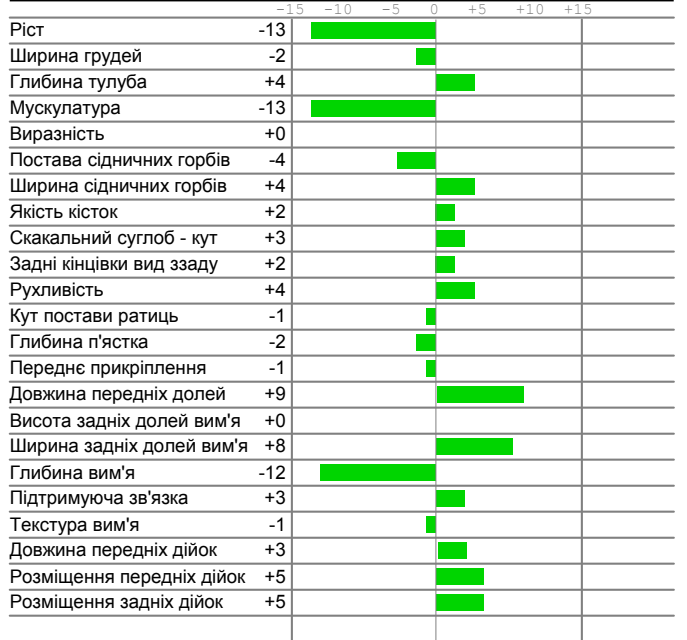 -15 -10 -5 0 +5 +10 +15
Ріст -13
Ширина грудей -2
Глибина тулуба +4
Мускулатура -13
Виразність +0
Постава сідничних горбів -4
Ширина сідничних горбів +4
Якість кісток +2
Скакальний суглоб - кут +3
Задні кінцівки вид ззаду +2
Рухливість +4
Кут постави ратиць -1
Глибина п'ястка -2
Переднє прикріплення -1
Довжина передніх долей +9
Висота задніх долей вим'я +0
Ширина задніх долей вим'я +8
Глибина вим'я -12
Підтримуюча зв'язка +3
Текстура вим'я -1
Довжина передніх дійок +3
Розміщення передніх дійок +5
Розміщення задніх дійок +5